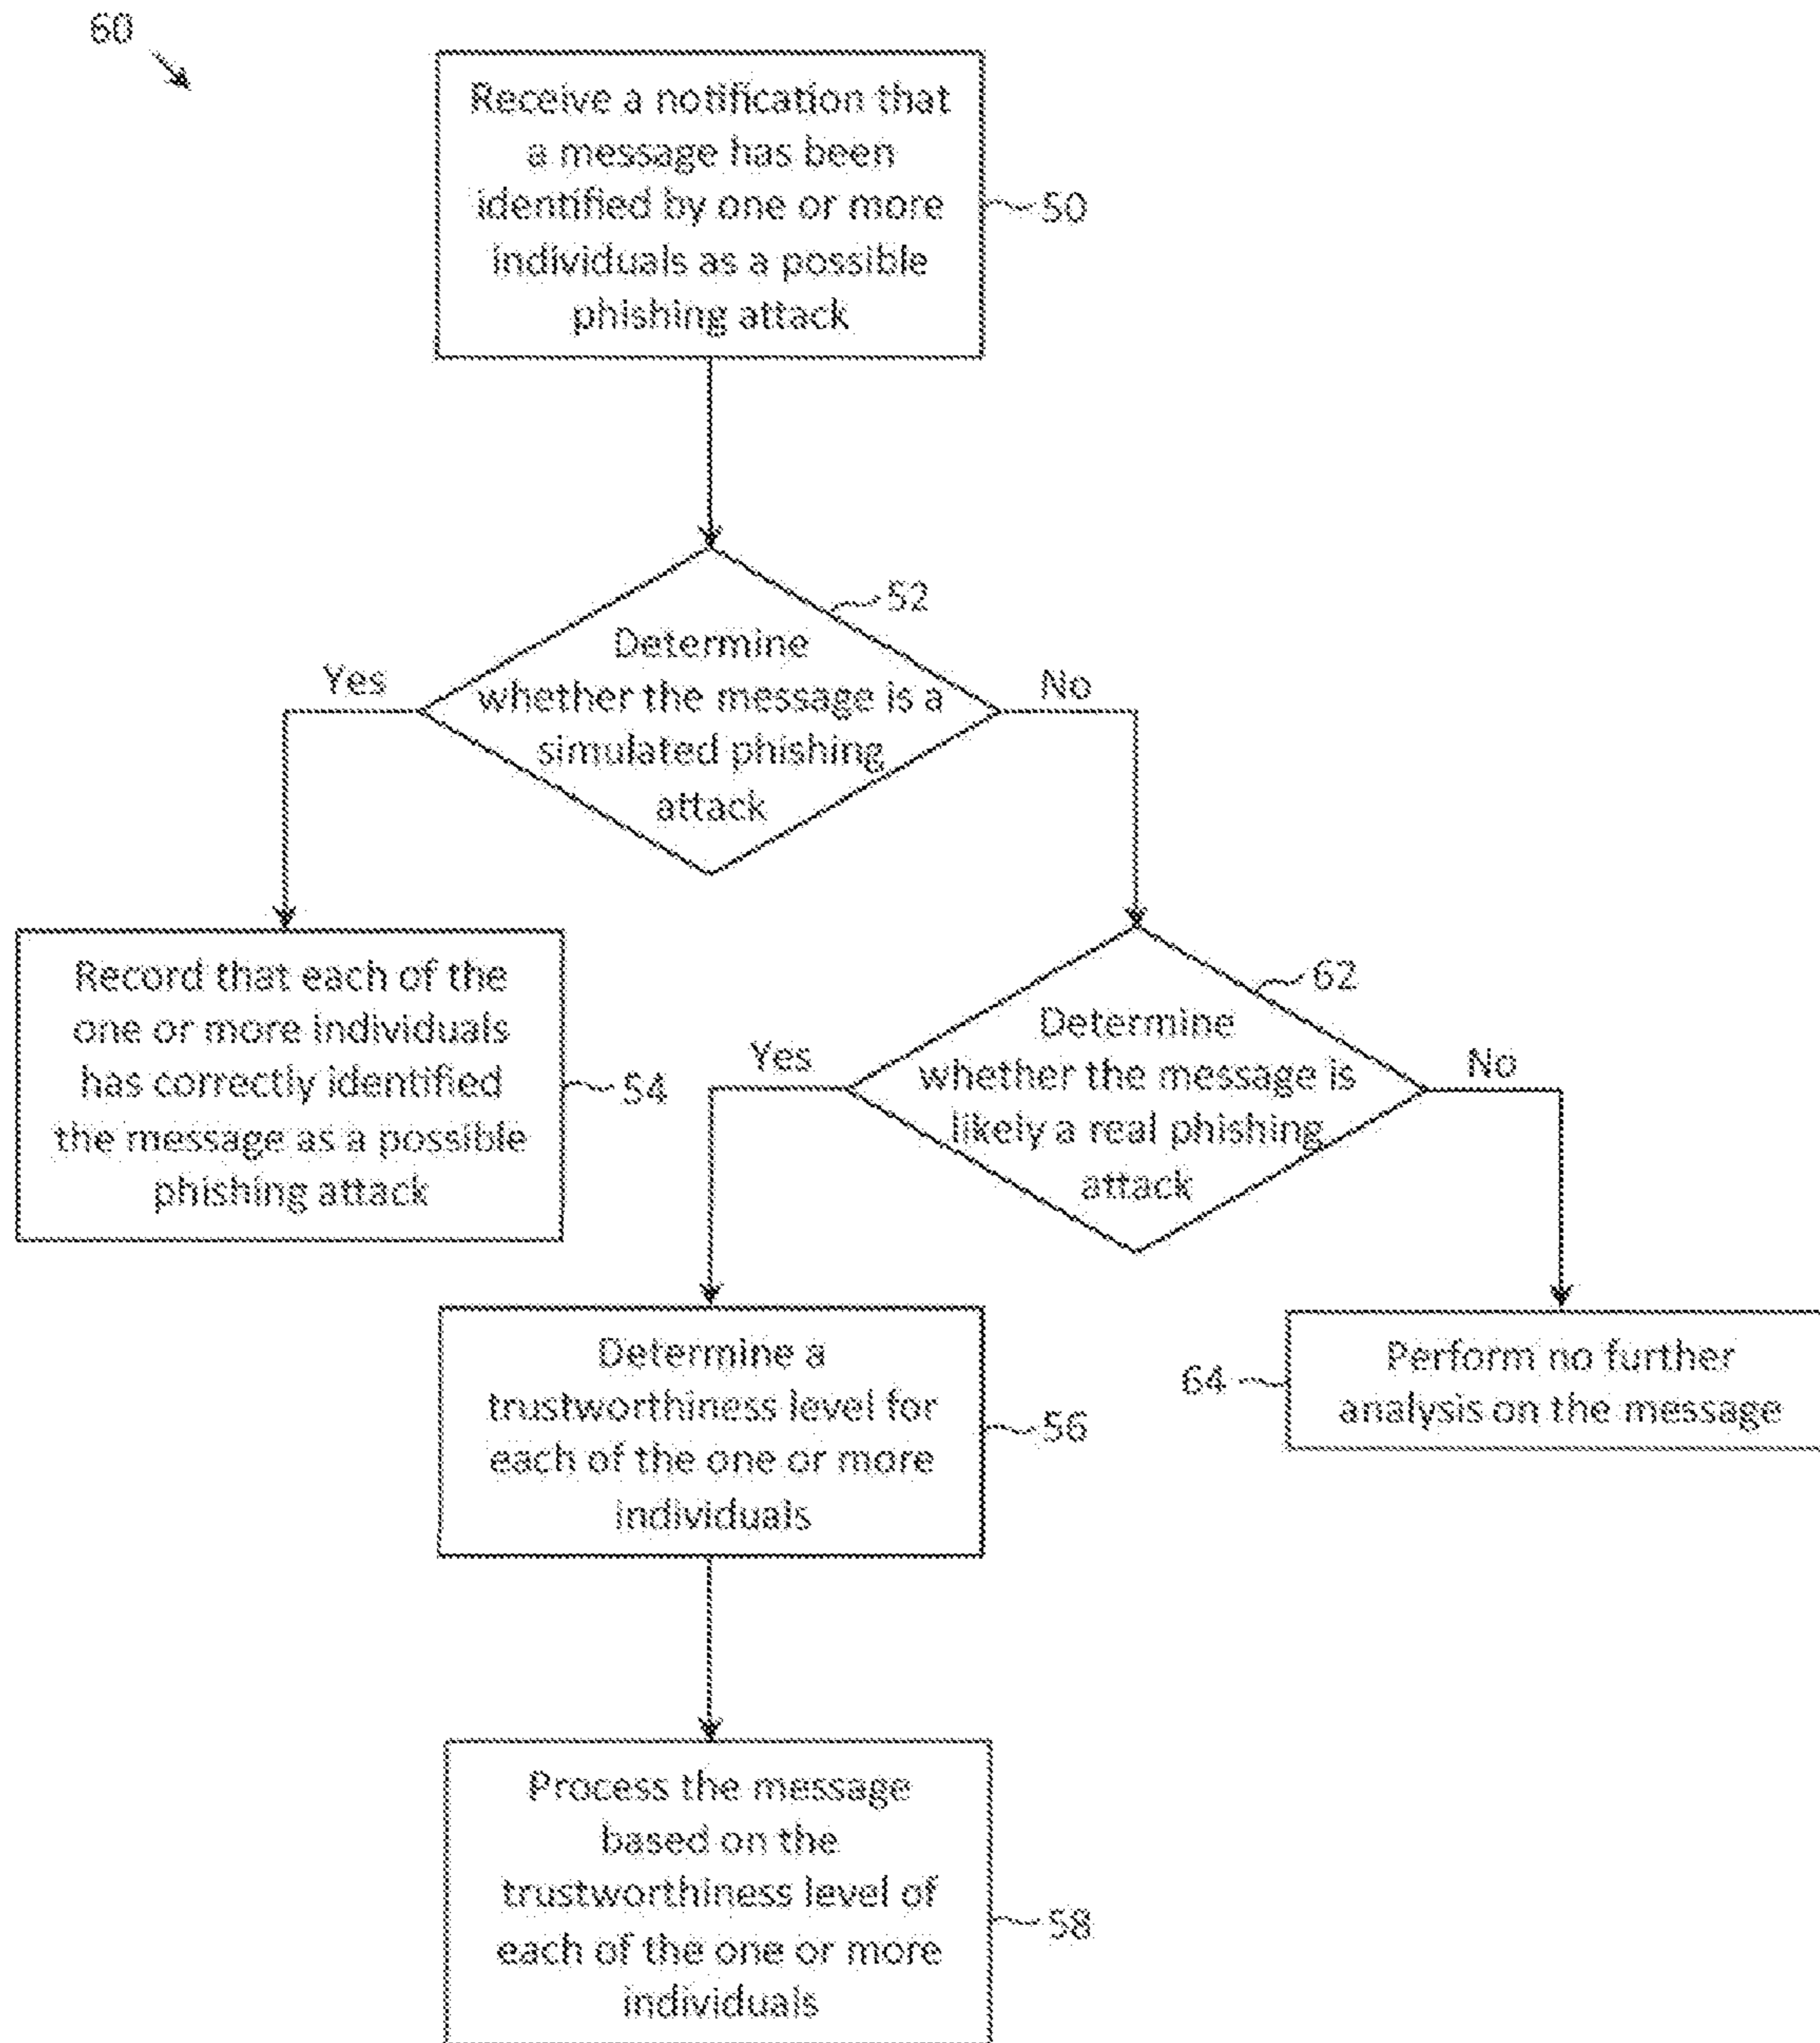 60
Receive a notification that
a message has been
identified by one or more
individuals as a possible
phishing attack
50
52
Determine
whether the message is a
simulated phishing
attack
Yes
No
Record that each of the
one or more individuals
has correctly identified
the message as a possible
phishing attack
54
62
Determine
whether the message is
likely a real phishing
attack
Yes
No
Determine a
trustworthiness level for
each of the one or more
individuals
56
64
Perform no further
analysis on the message
Process the message
based on the
trustworthiness level of
each of the one or more
individuals
58